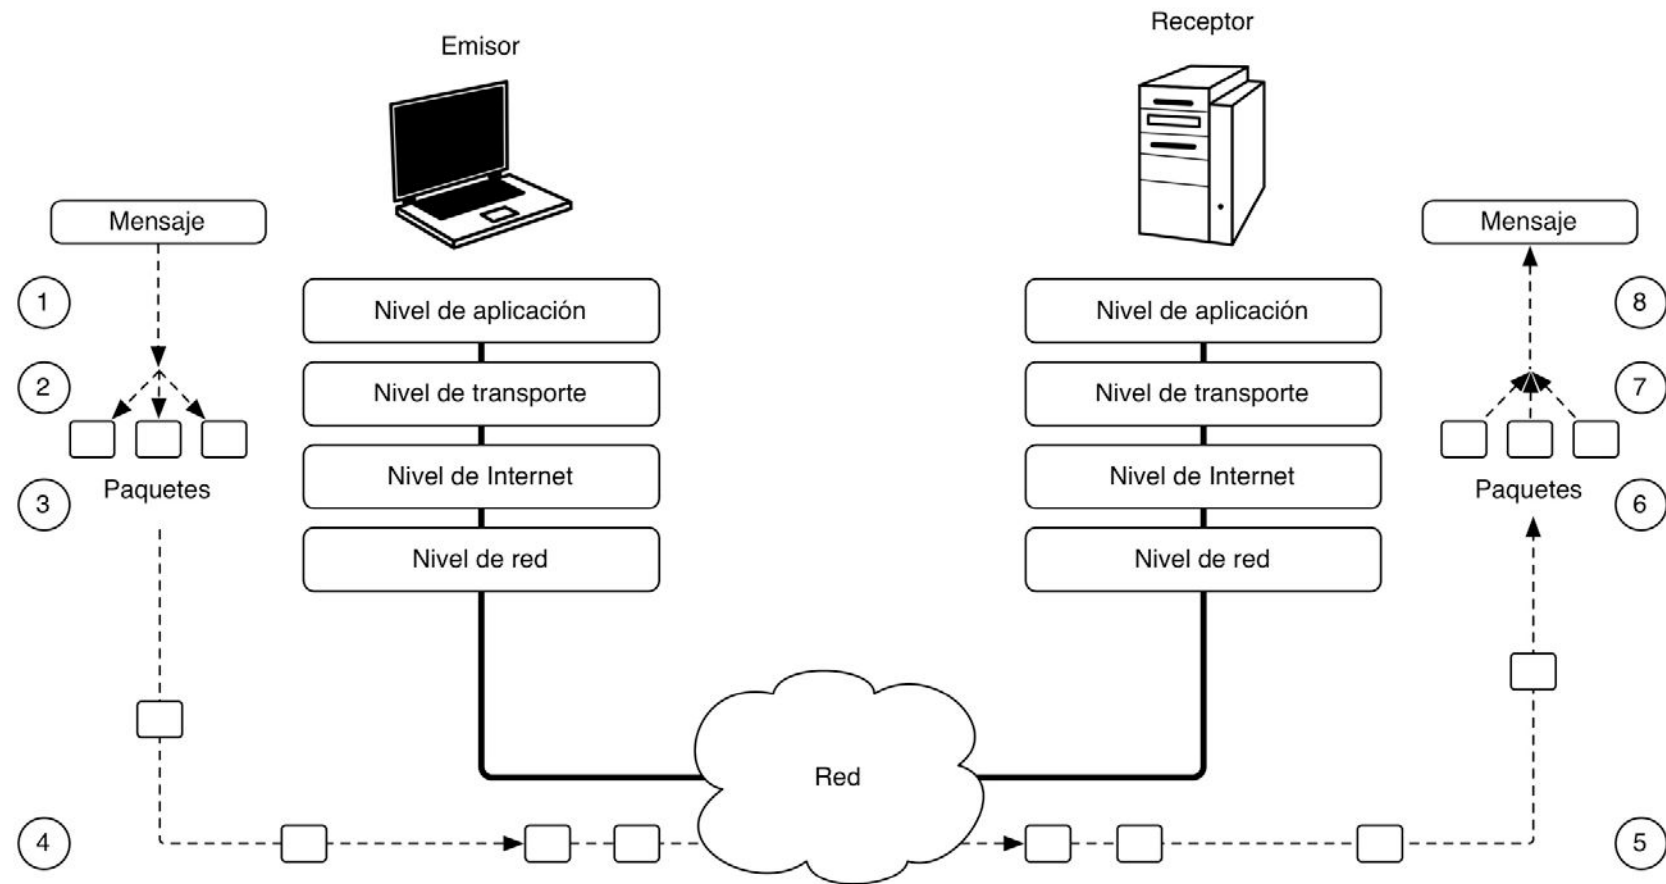 Emisor
Receptor
Mensaje
Mensaje
1
Nivel de aplicación
Nivel de aplicación
8
2
Nivel de transporte
Nivel de transporte
7
3
Paquetes
Nivel de Internet
Nivel de Internet
Paquetes
6
Nivel de red
Nivel de red
Red
4
5